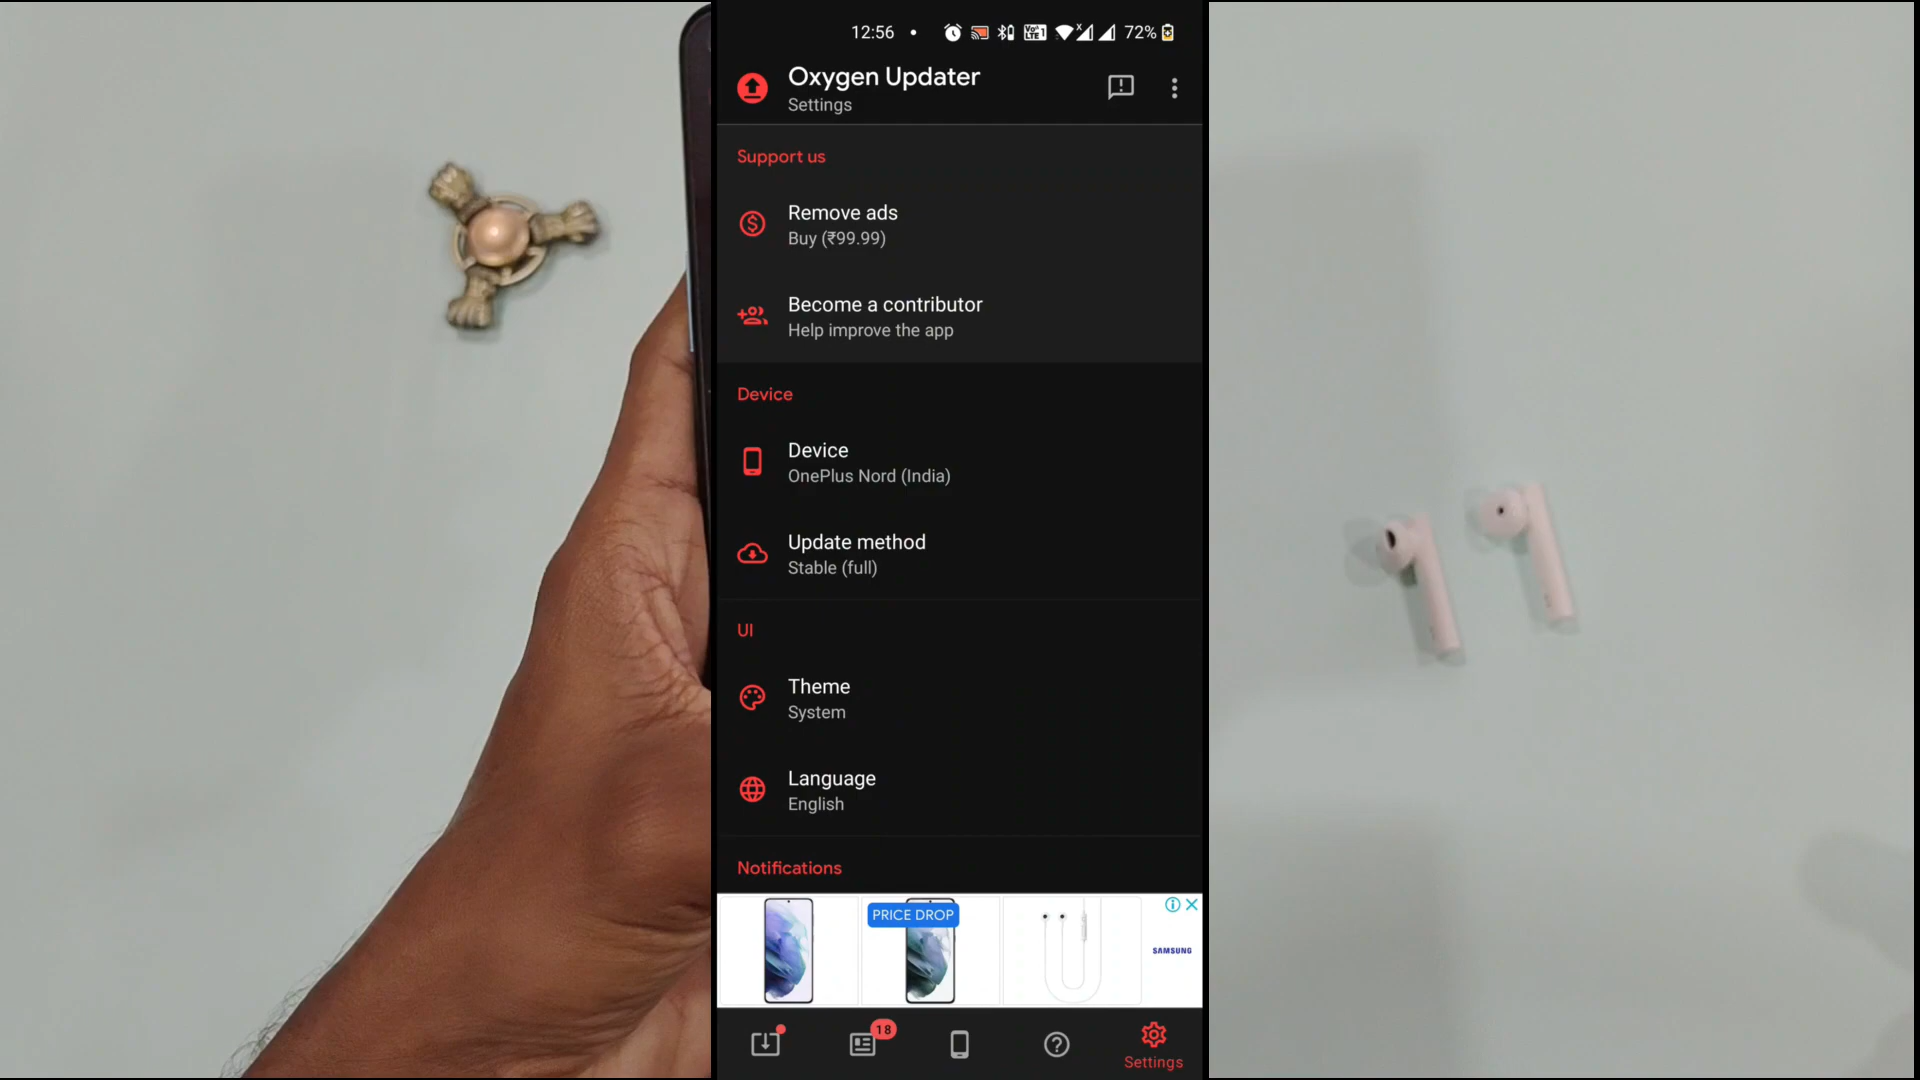 12:56 • 72%
Oxygen Updater
Settings
Support us
Remove ads
Buy (₹99.99)
Become a contributor
Help improve the app
Device
Device
OnePlus Nord (India)
Update method
Stable (full)
UI
Theme
System
Language
English
Notifications
PRICE DROP
SAMSUNG
18
Settings